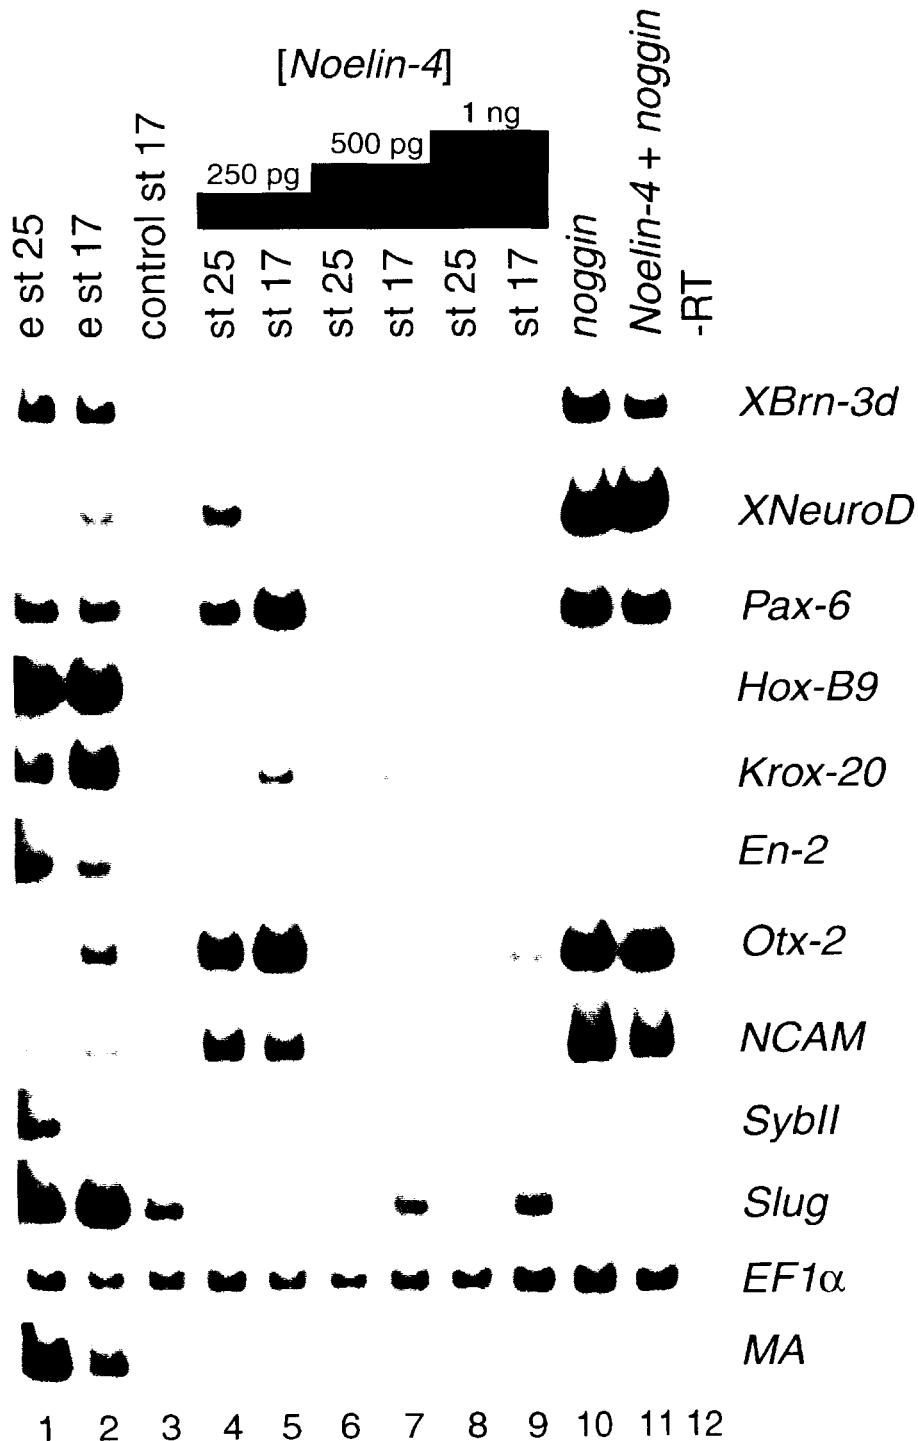 [Noelin-4]
250 pg
500 pg
1 ng
e st 25
e st 17
control st 17
st 25
st 17
st 25
st 17
st 25
st 17
noggin
Noelin-4 + noggin
-RT
XBrn-3d
XNeuroD
Pax-6
Hox-B9
Krox-20
En-2
Otx-2
NCAM
SybII
Slug
EF1α
MA
1 2 3 4 5 6 7 8 9 10 11 12